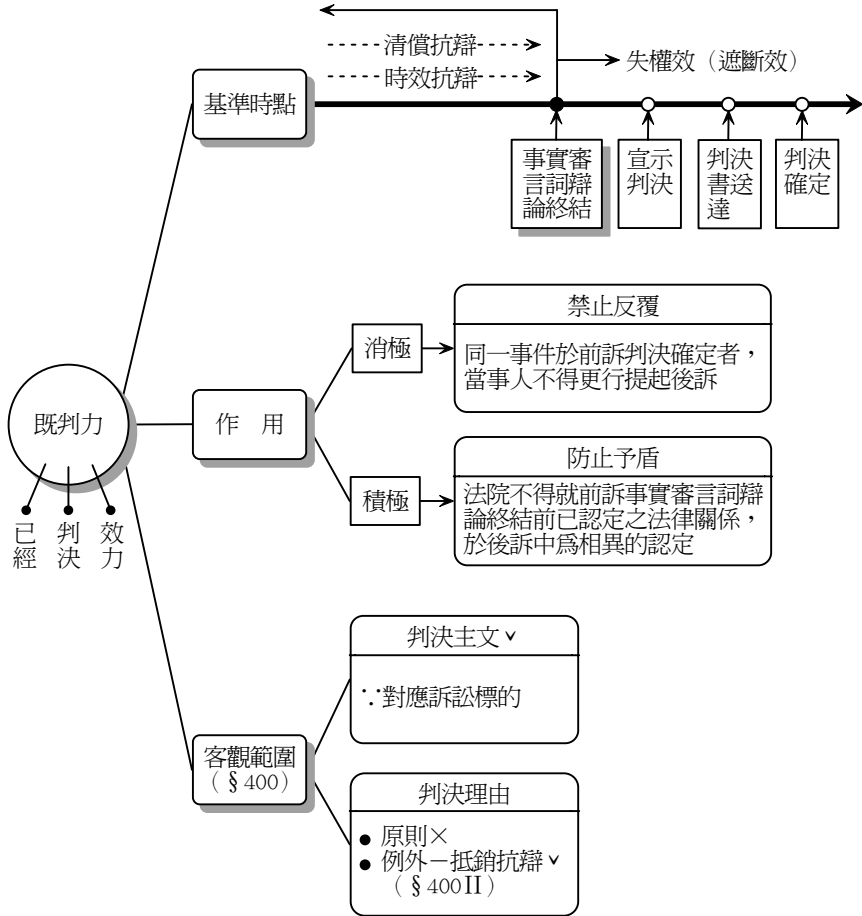 清償抗辯
時效抗辯
失權效（遮斷效）
基準時點
事實審
言詞辯
論終結
宣示
判決
判決
書送
達
判決
確定
既判力
已經
判決
效力
作 用
消極
禁止反覆
同一事件於前訴判決確定者，
當事人不得更行提起後訴
積極
防止予盾
法院不得就前訴事實審言詞辯
論終結前已認定之法律關係，
於後訴中爲相異的認定
客觀範圍
（§400）
判決主文˅
∵對應訴訟標的
判決理由
● 原則×
● 例外－抵銷抗辯˅
（§400Ⅱ）